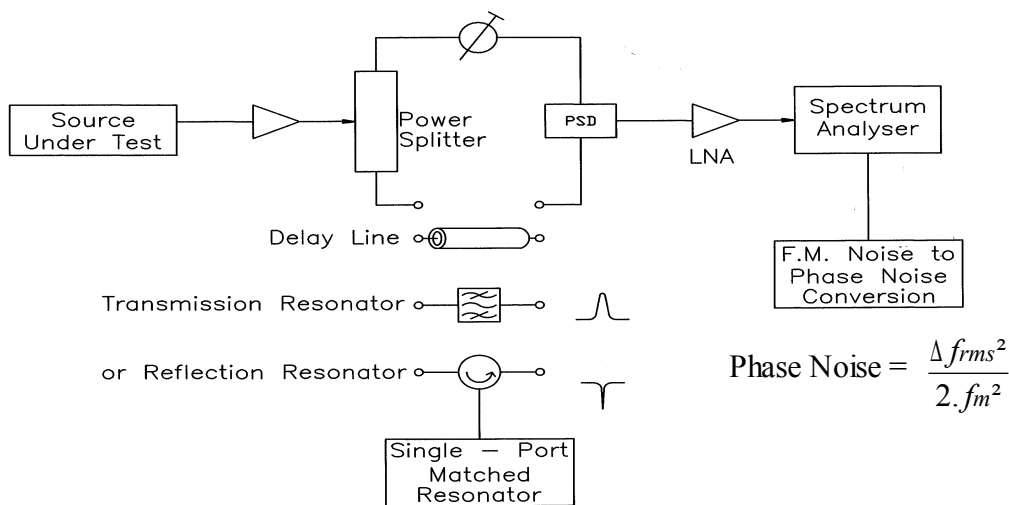 Source
Under Test
Power
Splitter
PSD
LNA
Spectrum
Analyser
Delay Line
F.M. Noise to
Phase Noise
Conversion
Transmission Resonator
or Reflection Resonator
Single - Port
Matched
Resonator
Phase Noise = Δfrms² / 2.fm²